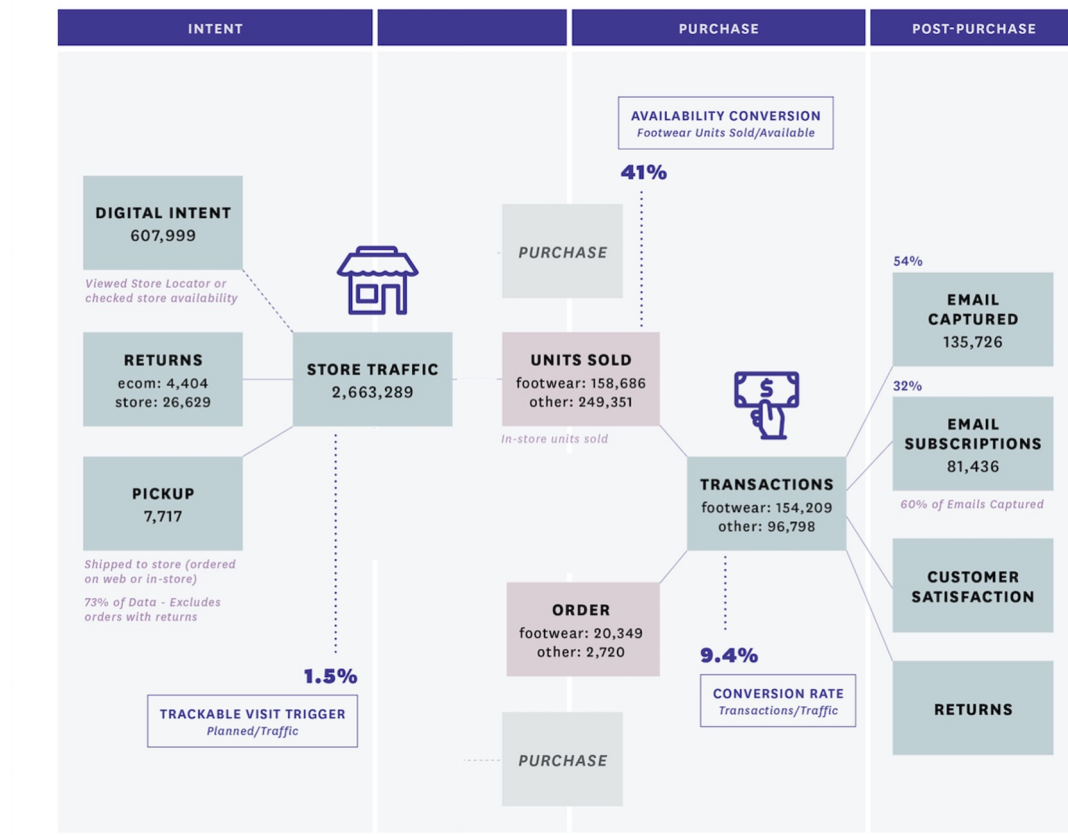 INTENT
PURCHASE
POST-PURCHASE
AVAILABILITY CONVERSION
Footwear Units Sold/Available
41%
DIGITAL INTENT
607,999
Viewed Store Locator or
checked store availability
PURCHASE
54%
EMAIL
CAPTURED
135,726
RETURNS
ecom: 4,404
store: 26,629
STORE TRAFFIC
2,663,289
UNITS SOLD
footwear: 158,686
other: 249,351
In-store units sold
$
32%
EMAIL
SUBSCRIPTIONS
81,436
60% of Emails Captured
PICKUP
7,717
Shipped to store (ordered
on web or in-store)
73% of Data - Excludes
orders with returns
TRANSACTIONS
footwear: 154,209
other: 96,798
CUSTOMER
SATISFACTION
ORDER
footwear: 20,349
other: 2,720
1.5%
TRACKABLE VISIT TRIGGER
Planned/Traffic
9.4%
CONVERSION RATE
Transactions/Traffic
RETURNS
PURCHASE